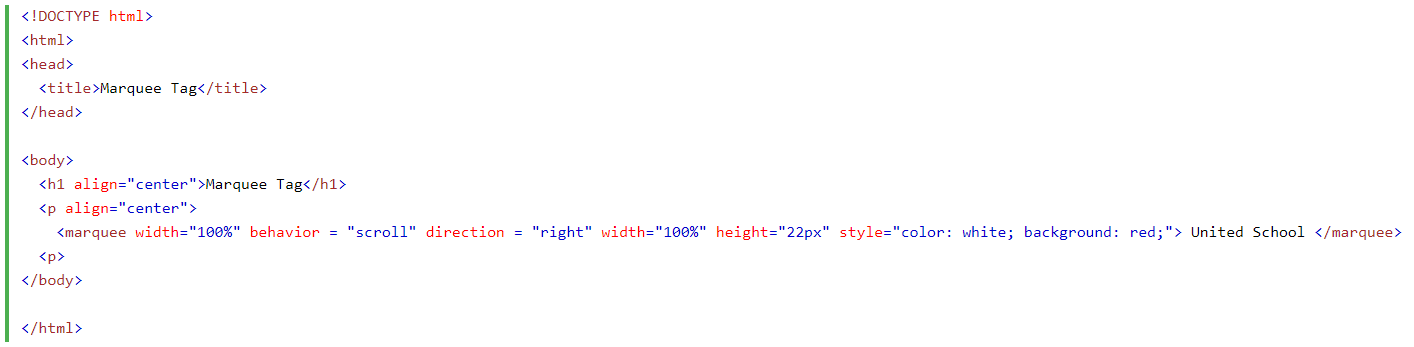 <!DOCTYPE html>
<html>
<head>
  <title>Marquee Tag</title>
</head>

<body>
  <h1 align="center">Marquee Tag</h1>
  <p align="center">
    <marquee width="100%" behavior = "scroll" direction = "right" width="100%" height="22px" style="color: white; background: red;"> United School </marquee>
  <p>
</body>

</html>